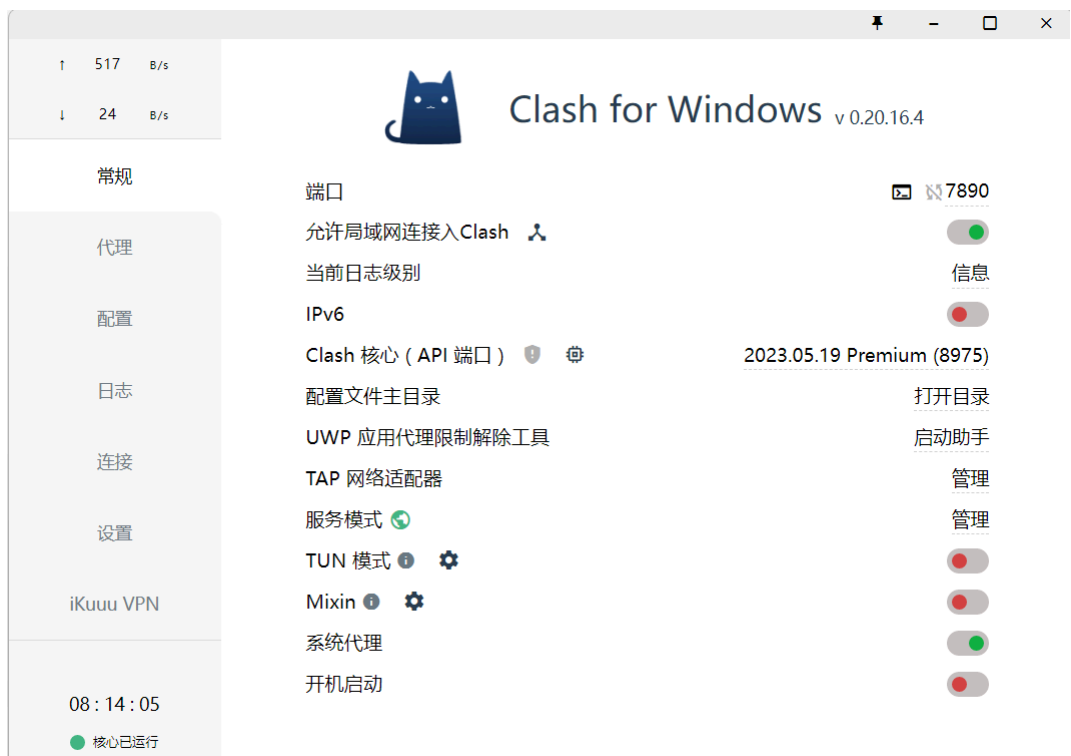 ↑ 517 B/s
↓ 24 B/s
常规
代理
配置
日志
连接
设置
iKuuu VPN
08 : 14 : 05
核心已运行
Clash for Windows v 0.20.16.4
端口 7890
允许局域网连接入Clash
当前日志级别 信息
IPv6
Clash 核心 ( API 端口 ) 2023.05.19 Premium (8975)
配置文件主目录 打开目录
UWP 应用代理限制解除工具 启动助手
TAP 网络适配器 管理
服务模式 管理
TUN 模式
Mixin
系统代理
开机启动